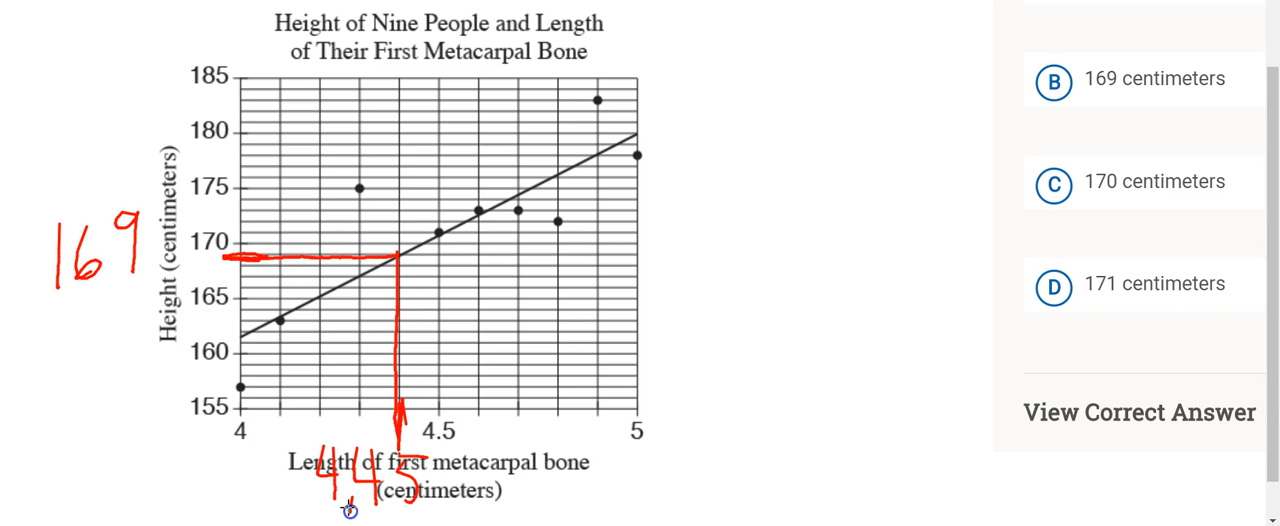 Height of Nine People and Length
of Their First Metacarpal Bone
185
180
175
170
165
160
155
Height (centimeters)
169
4
4.5
5
Length of first metacarpal bone
(centimeters)
4.45
B 169 centimeters
C 170 centimeters
D 171 centimeters
View Correct Answer